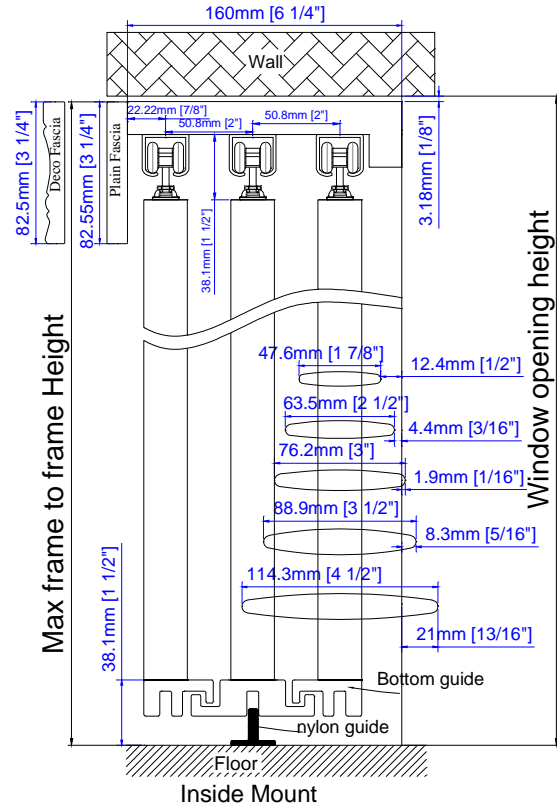 160mm [6 1/4"]
Wall
22.22mm [7/8"]
50.8mm [2"]
50.8mm [2"]
82.5mm [3 1/4"]
Deco Fascia
82.55mm [3 1/4"]
Plain Fascia
3.18mm [1/8"]
38.1mm [1 1/2"]
Max frame to frame Height
Window opening height
47.6mm [1 7/8"]
12.4mm [1/2"]
63.5mm [2 1/2"]
4.4mm [3/16"]
76.2mm [3"]
1.9mm [1/16"]
88.9mm [3 1/2"]
8.3mm [5/16"]
114.3mm [4 1/2"]
21mm [13/16"]
38.1mm [1 1/2"]
Bottom guide
nylon guide
Floor
Inside Mount